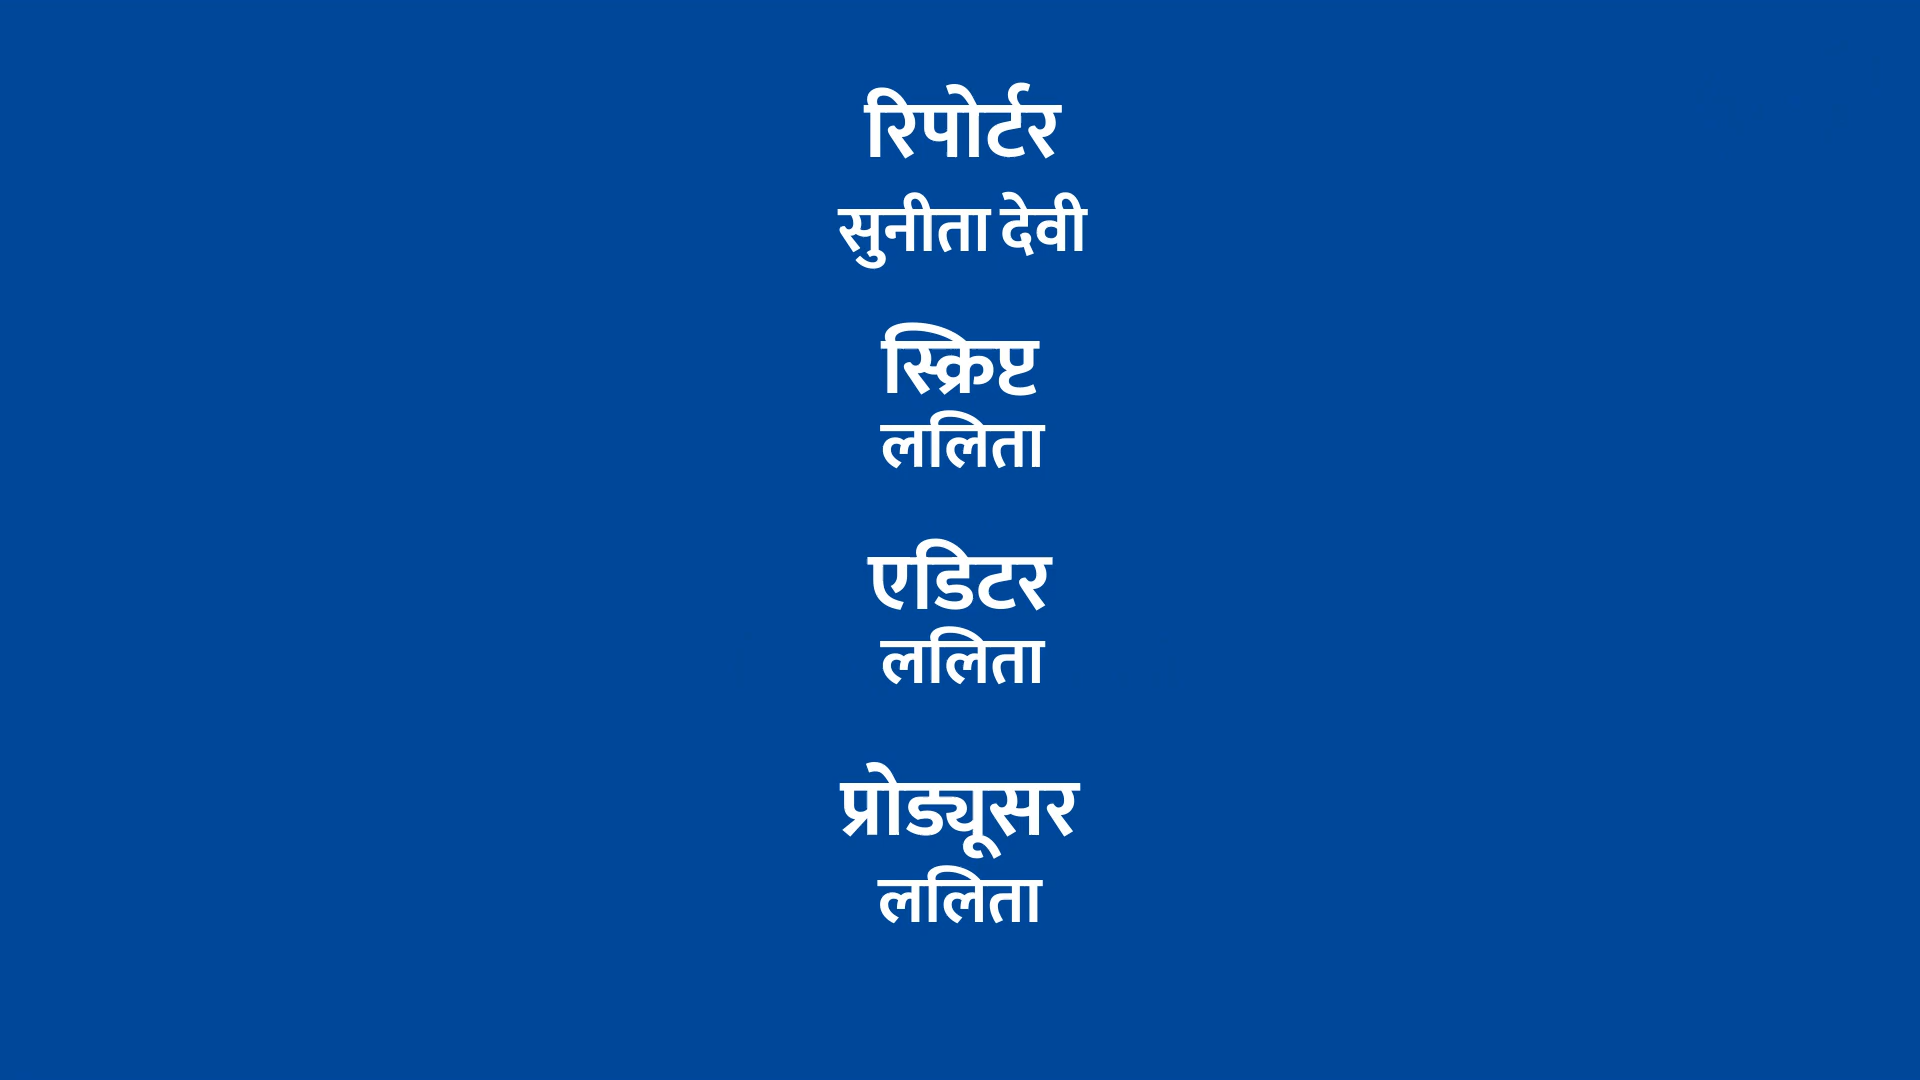 रिपोर्टर
सुनीता देवी
स्क्रिप्ट
ललिता
एडिटर
ललिता
प्रोड्यूसर
ललिता